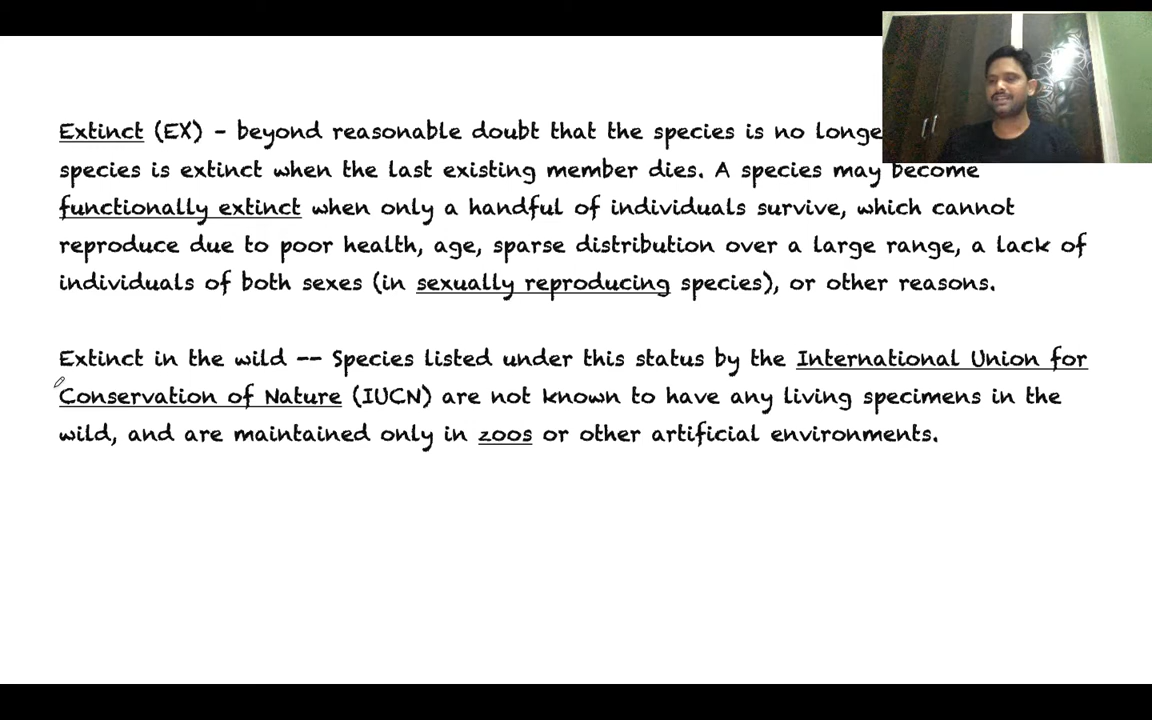 Extinct (EX) - beyond reasonable doubt that the species is no
species is extinct when the last existing member dies. A species may become
functionally extinct when only a handful of individuals survive, which cannot
reproduce due to poor health, age, sparse distribution over a large range, a lack of
individuals of both sexes (in sexually reproducing species), or other reasons.
Extinct in the wild -- Species listed under this status by the International Union for
Conservation of Nature (IUCN) are not known to have any living specimens in the
wild, and are maintained only in zoos or other artificial environments.